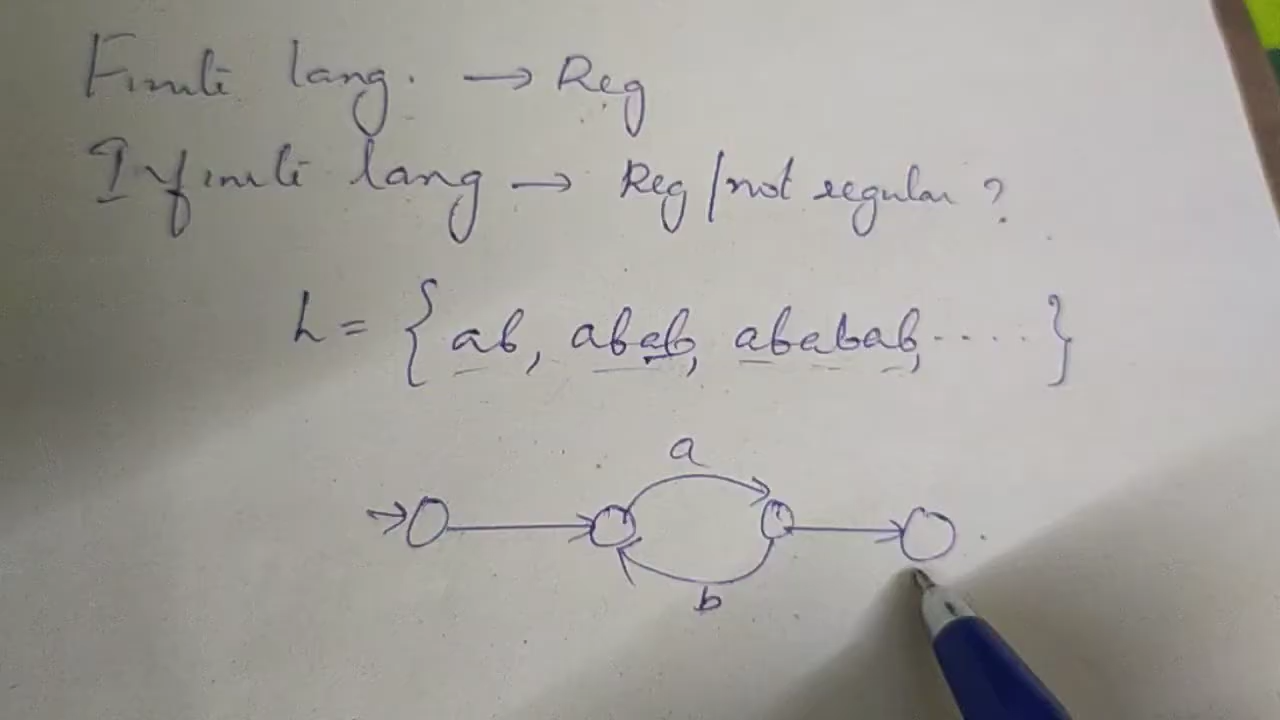 Finite lang. → Reg
Infinite lang → Reg/not regular?
L = { ab, abab, ababab, ..... }
a
b